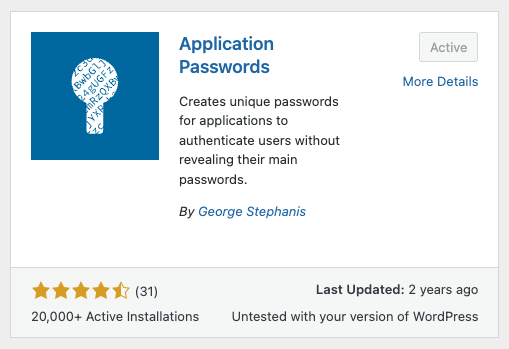 Application
Passwords
Active
More Details
Creates unique passwords
for applications to
authenticate users without
revealing their main
passwords.
By George Stephanis
(31)
Last Updated: 2 years ago
20,000+ Active Installations
Untested with your version of WordPress